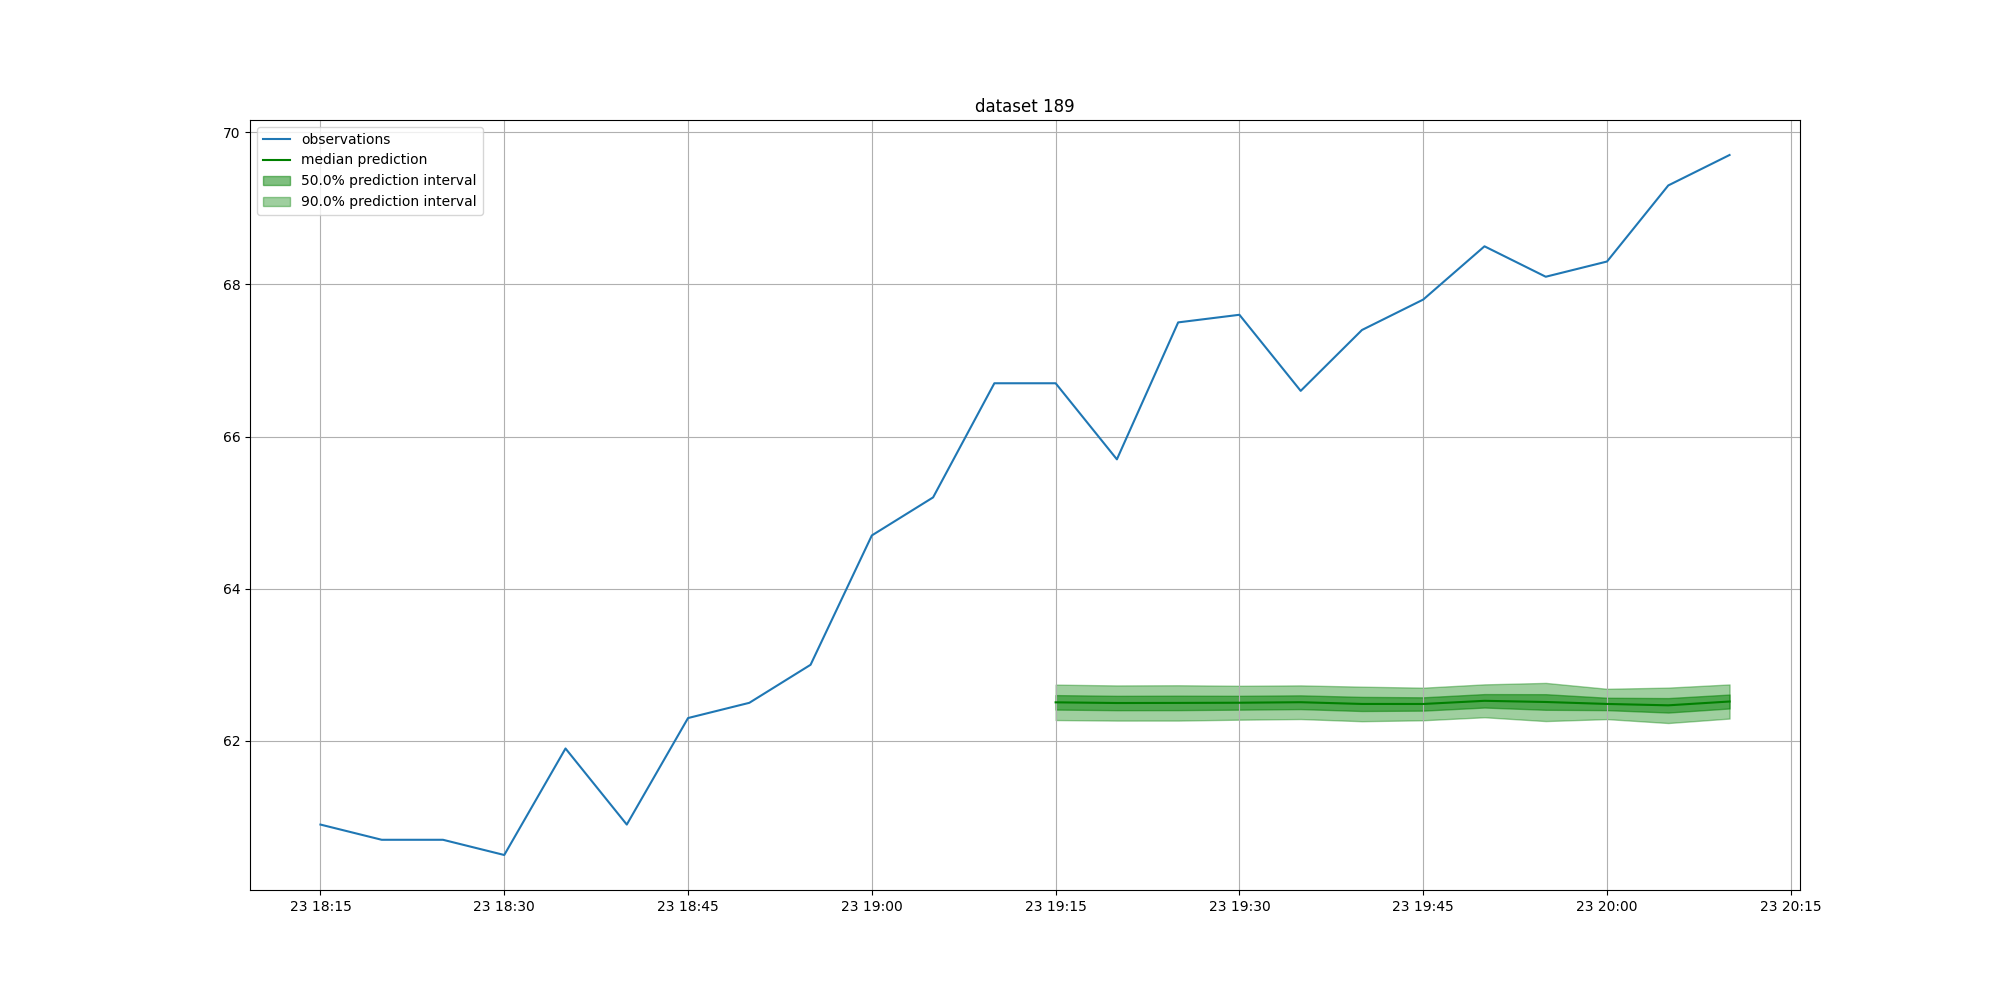 dataset 189
observations
median prediction
50.0% prediction interval
90.0% prediction interval
70
68
66
64
62
23 18:15
23 18:30
23 18:45
23 19:00
23 19:15
23 19:30
23 19:45
23 20:00
23 20:15